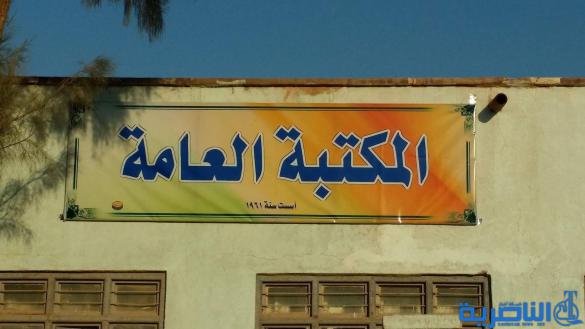 المكتبة العامة
اسست سنة ١٩٦١
الناصرية